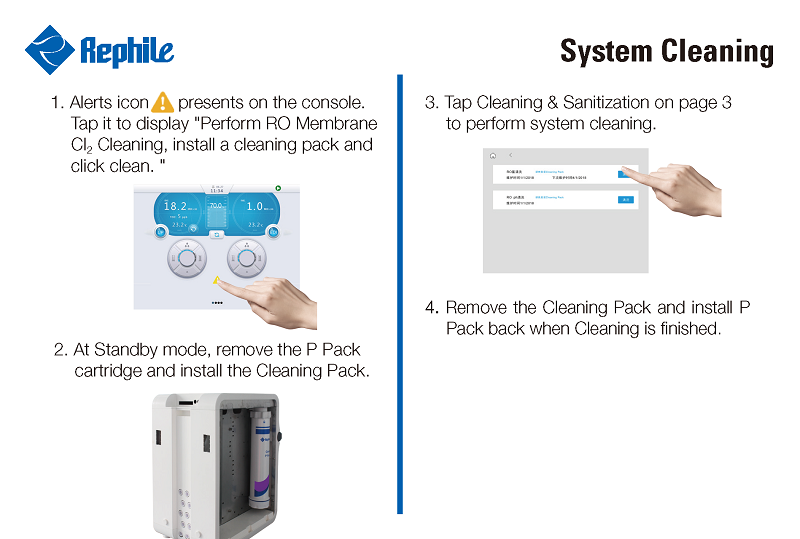 Rephile
System Cleaning
1. Alerts icon presents on the console.
Tap it to display "Perform RO Membrane
Cl₂ Cleaning, install a cleaning pack and
click clean. "
11:34
18.2
70.0
1.0
23.2
23.2
2. At Standby mode, remove the P Pack
cartridge and install the Cleaning Pack.
3. Tap Cleaning & Sanitization on page 3
to perform system cleaning.
4. Remove the Cleaning Pack and install P
Pack back when Cleaning is finished.